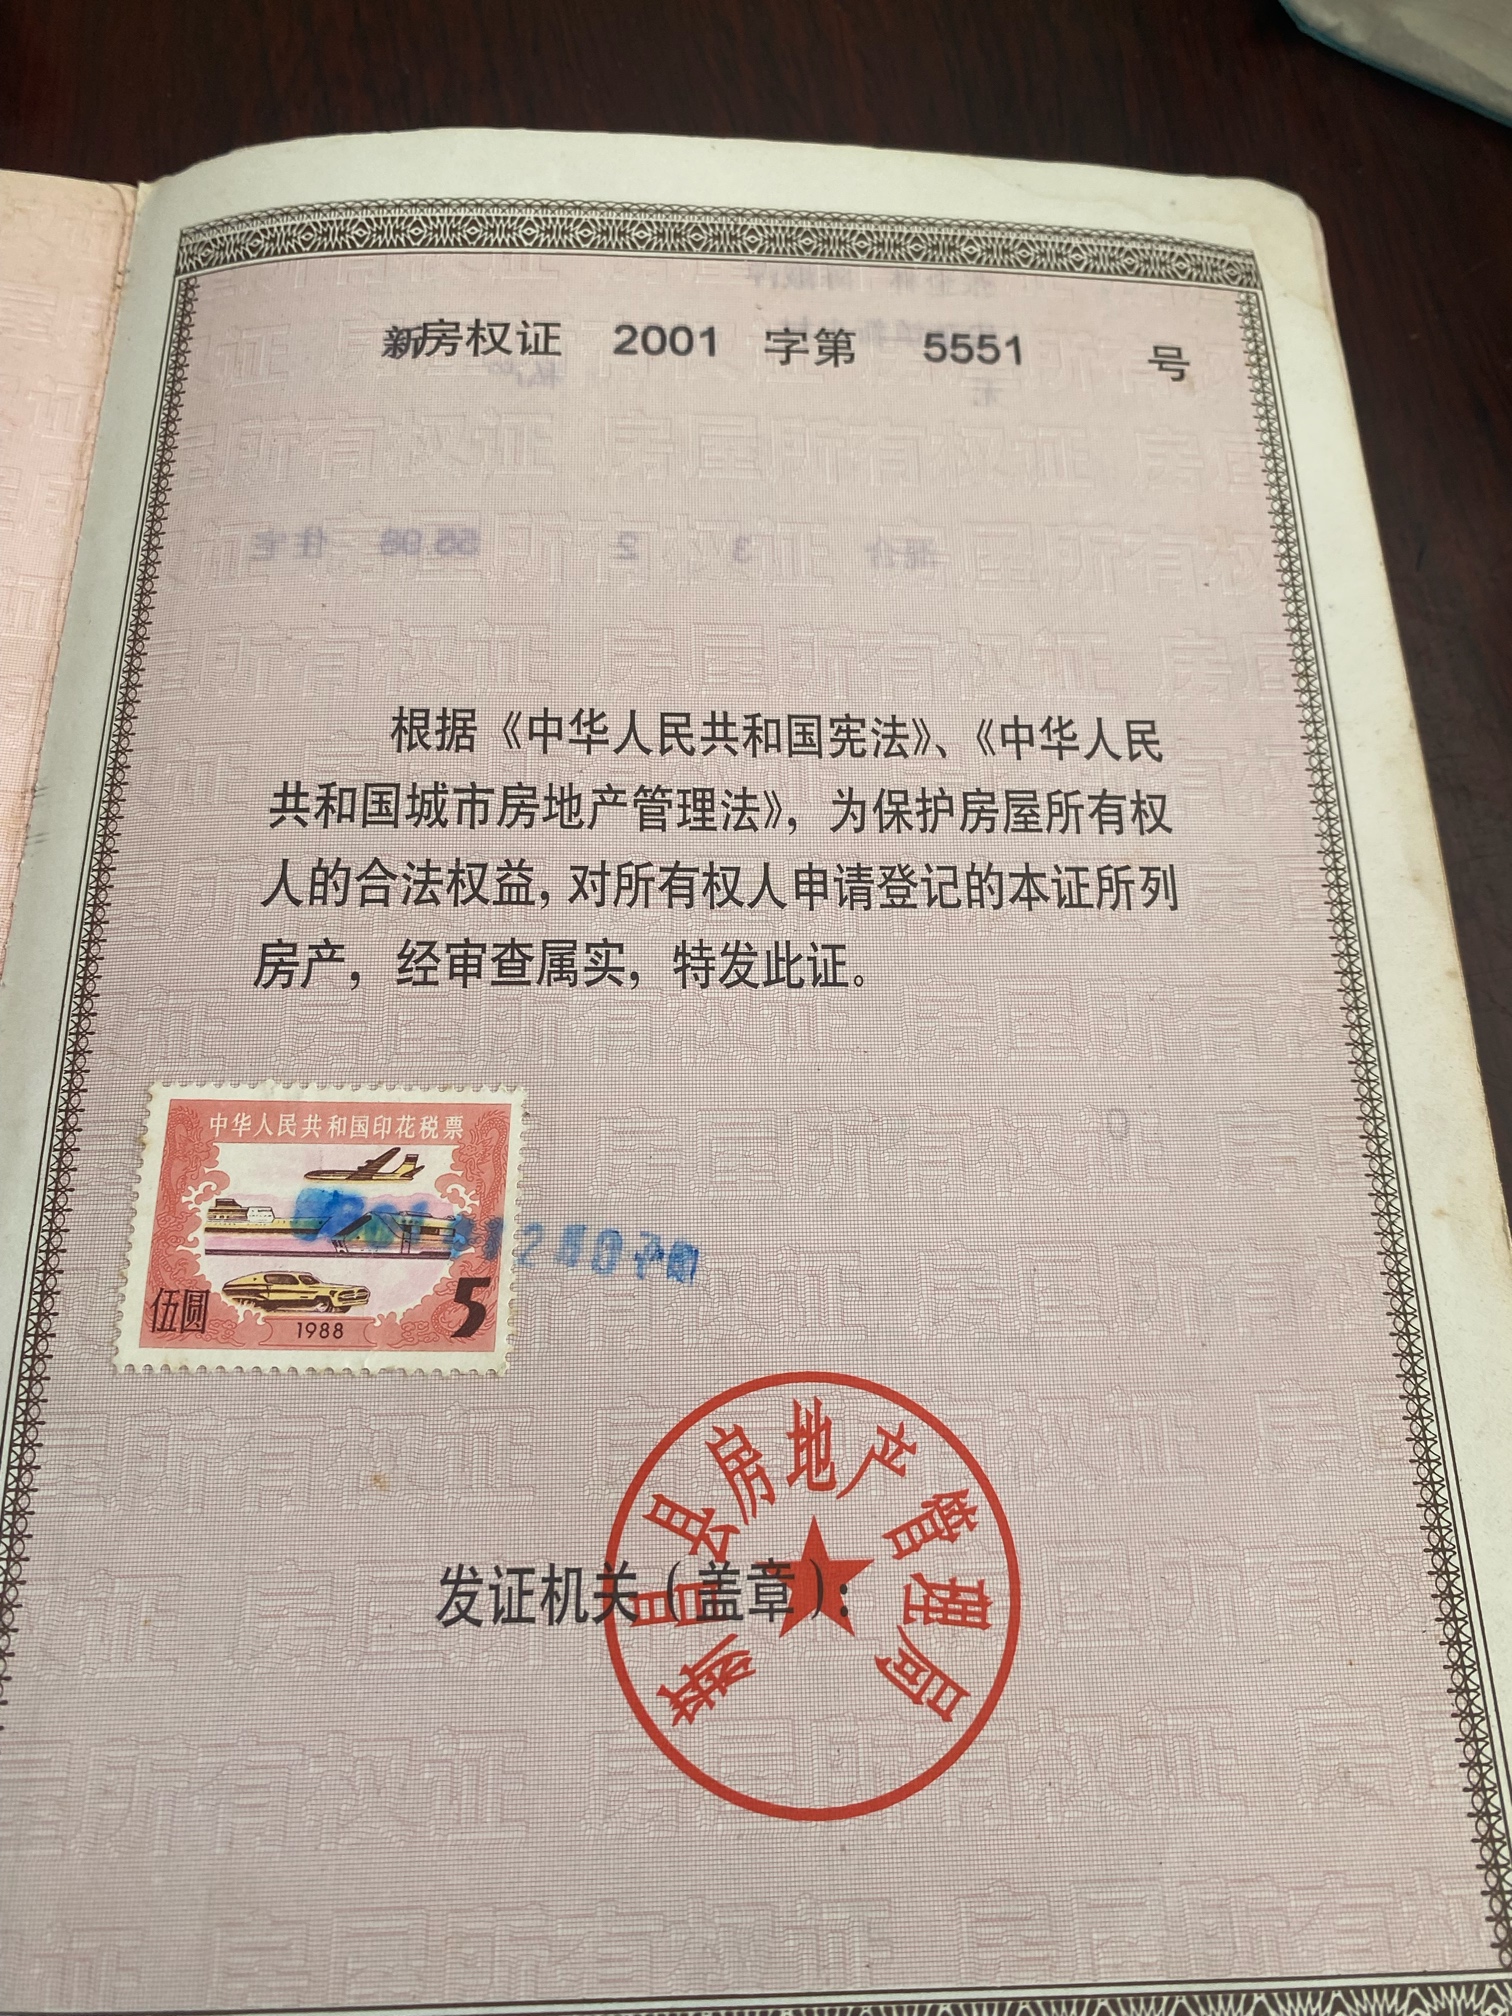 新房权证 2001 字第 5551 号
根据《中华人民共和国宪法》、《中华人民
共和国城市房地产管理法》，为保护房屋所有权
人的合法权益，对所有权人申请登记的本证所列
房产，经审查属实，特发此证。
中华人民共和国印花税票
伍圆
1988
5
发证机关（盖章）：
新昌县房地产管理局